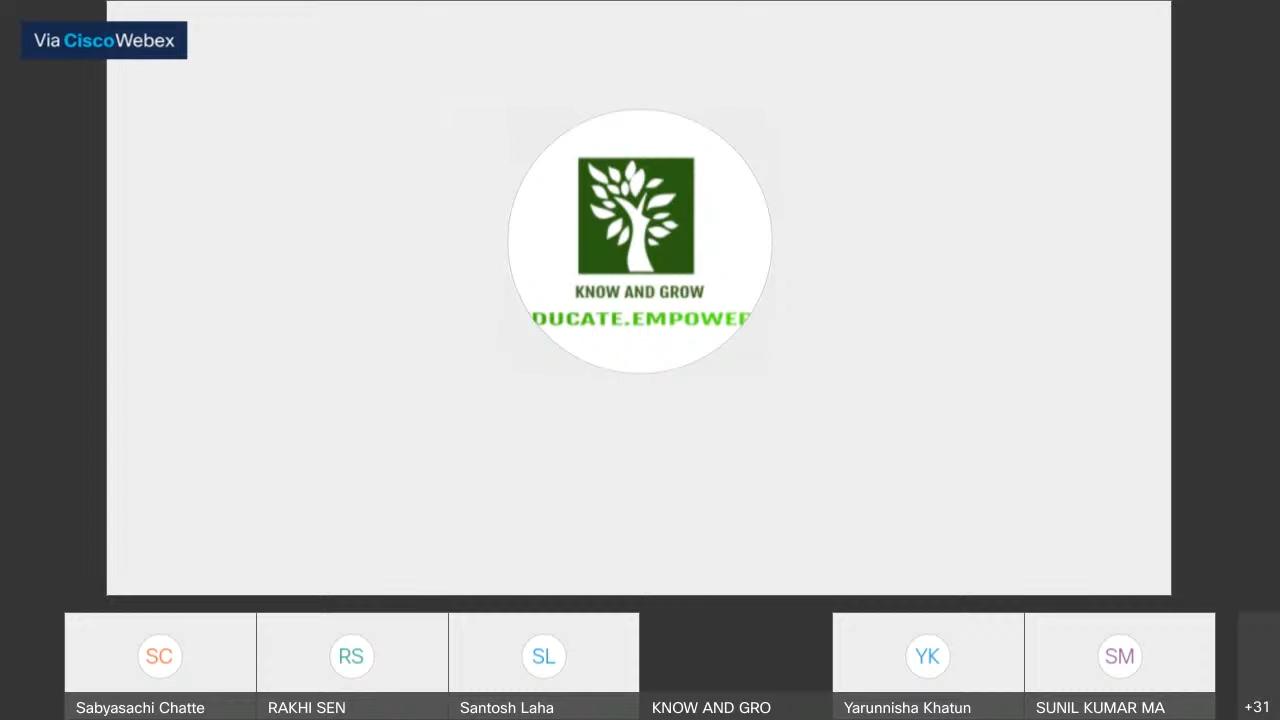 Via CiscoWebex
KNOW AND GROW
DUCATE.EMPOWER
SC
RS
SL
YK
SM
Sabyasachi Chatte
RAKHI SEN
Santosh Laha
KNOW AND GRO
Yarunnisha Khatun
SUNIL KUMAR MA
+31